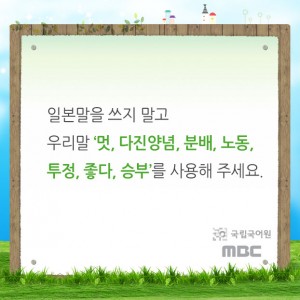 일본말을 쓰지 말고
우리말 ‘멋, 다진양념, 분배, 노동,
투정, 좋다, 승부’를 사용해 주세요.
국립국어원
MBC